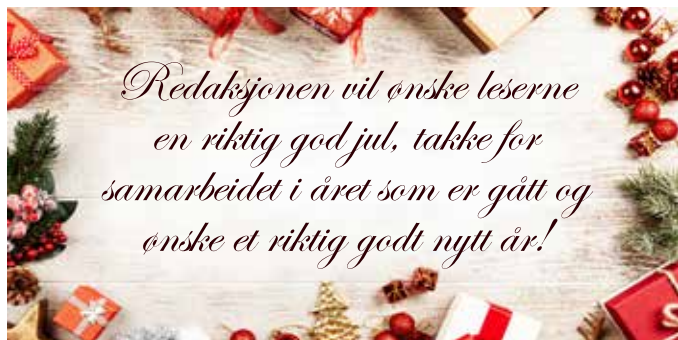 Redaksjonen vil ønske leserne
en riktig god jul, takke for
samarbeidet i året som er gått og
ønske et riktig godt nytt år!